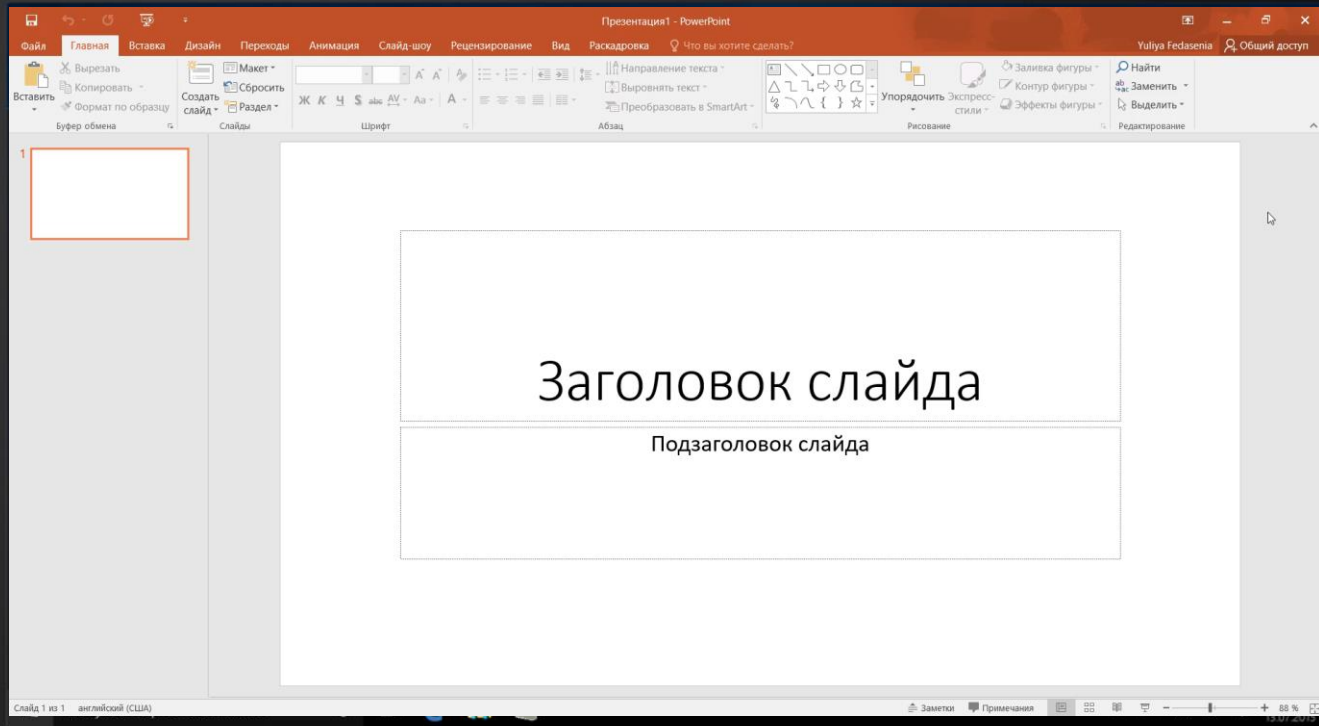 Презентация1 - PowerPoint
Файл Главная Вставка Дизайн Переходы Анимация Слайд-шоу Рецензирование Вид Раскадровка Что вы хотите сделать? Yuliya Fedasenia Общий доступ
Вставить
Вырезать
Копировать
Формат по образцу
Буфер обмена
Создать слайд
Макет
Сбросить
Раздел
Слайды
Ж К Ч S abc AV Aa A
Шрифт
Направление текста
Выровнять текст
Преобразовать в SmartArt
Абзац
Упорядочить
Экспресс-стили
Заливка фигуры
Контур фигуры
Эффекты фигуры
Рисование
Найти
Заменить
Выделить
Редактирование
1
Заголовок слайда
Подзаголовок слайда
Слайд 1 из 1 английский (США) Заметки Примечания 88 %